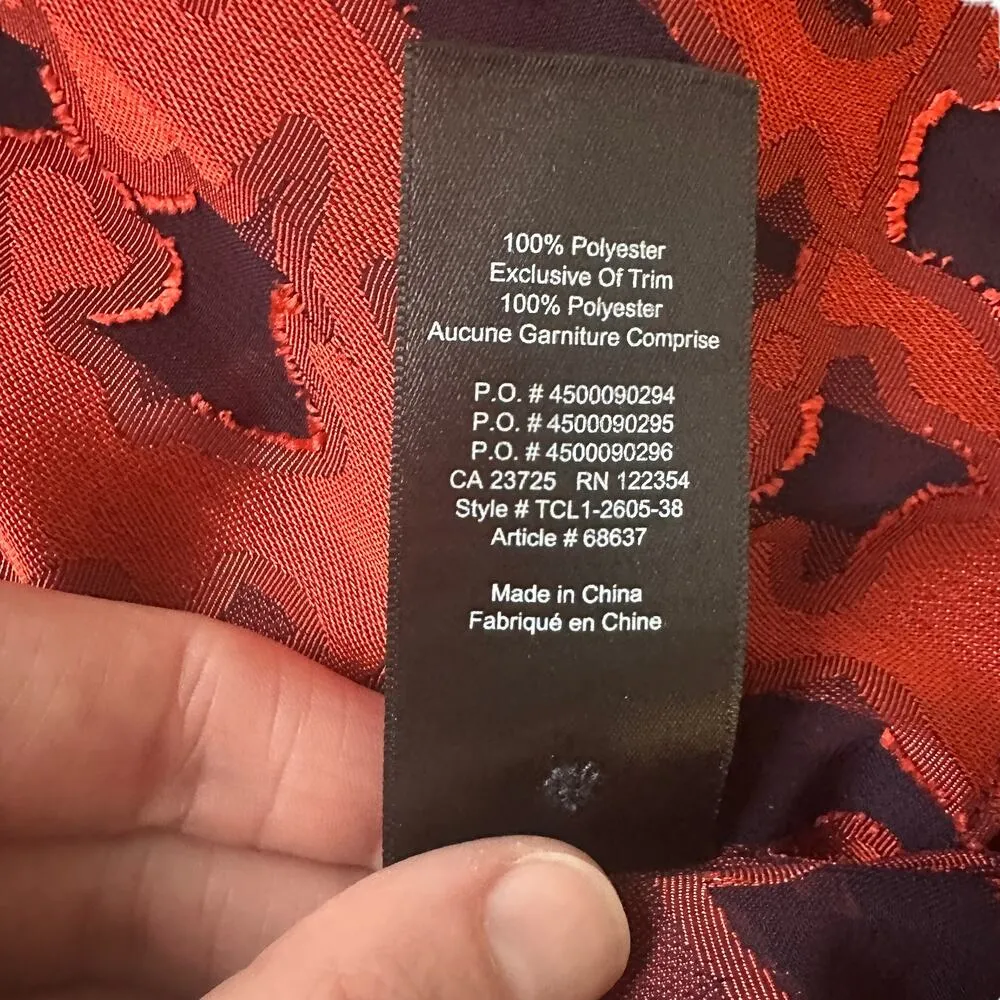 100% Polyester
Exclusive Of Trim
100% Polyester
Aucune Garniture Comprise
P.O. # 4500090294
P.O. # 4500090295
P.O. # 4500090296
CA 23725 RN 122354
Style # TCL1-2605-38
Article # 68637
Made in China
Fabriqué en Chine